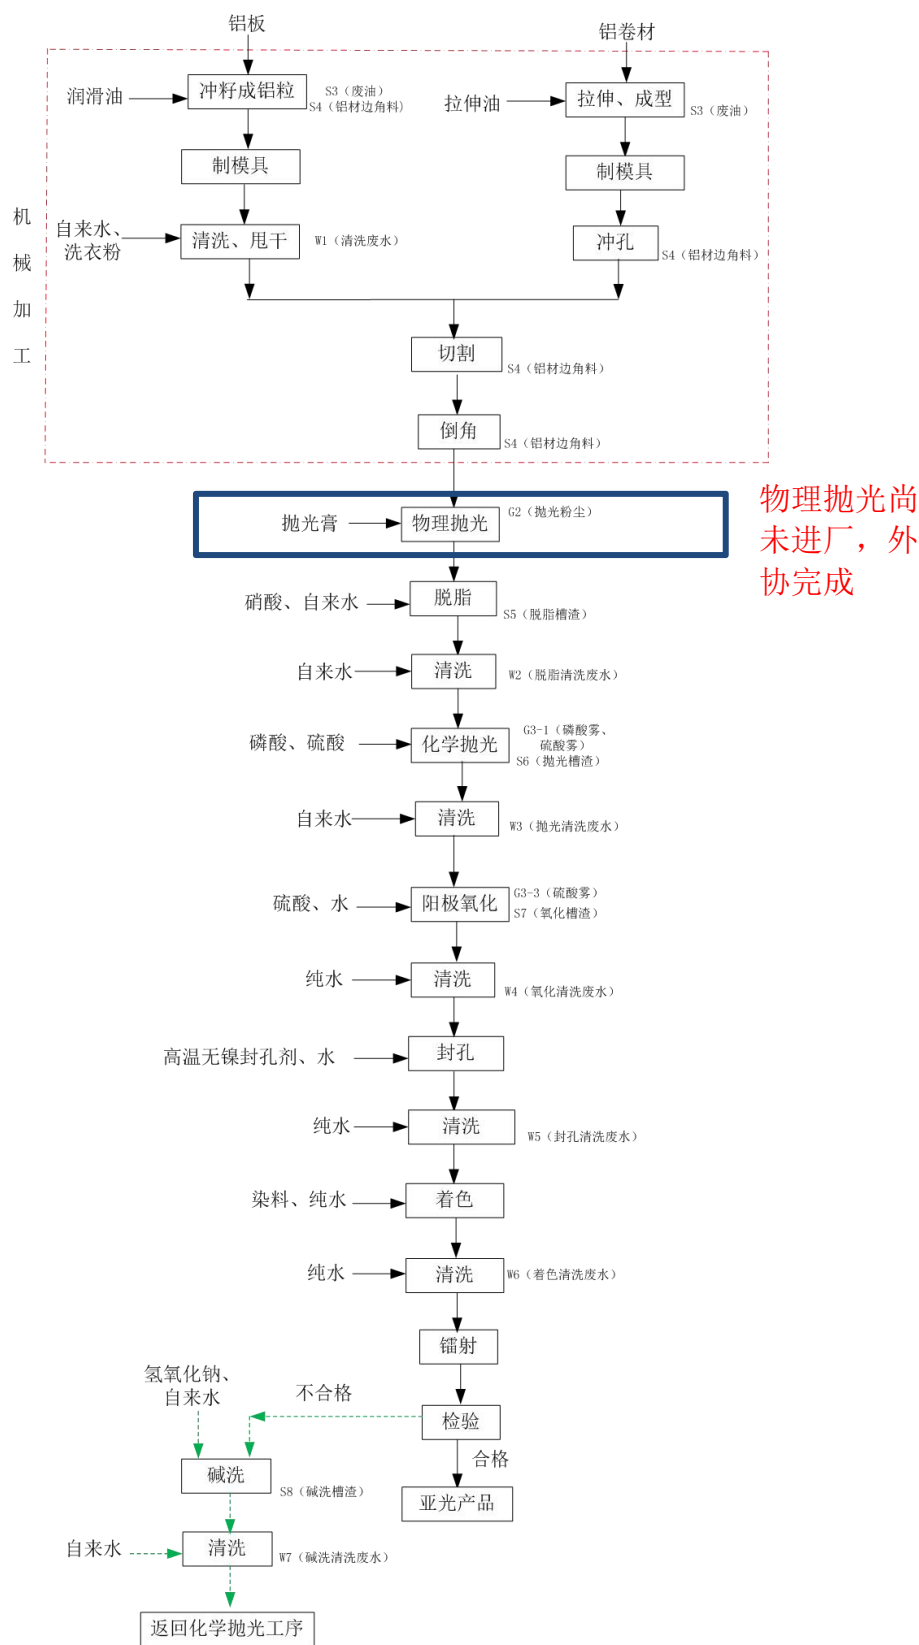 铝板
铝卷材
润滑油
冲籽成铝粒
S3（废油）
S4（铝材边角料）
拉伸油
拉伸、成型
S3（废油）
制模具
制模具
机
械
加
工
自来水、
洗衣粉
清洗、甩干
W1（清洗废水）
冲孔
S4（铝材边角料）
切割
S4（铝材边角料）
倒角
S4（铝材边角料）
抛光膏
物理抛光
G2（抛光粉尘）
物理抛光尚
未进厂，外
协完成
硝酸、自来水
脱脂
S5（脱脂槽渣）
自来水
清洗
W2（脱脂清洗废水）
磷酸、硫酸
化学抛光
G3-1（磷酸雾、
硫酸雾）
S6（抛光槽渣）
自来水
清洗
W3（抛光清洗废水）
硫酸、水
阳极氧化
G3-3（硫酸雾）
S7（氧化槽渣）
纯水
清洗
W4（氧化清洗废水）
高温无镍封孔剂、水
封孔
纯水
清洗
W5（封孔清洗废水）
染料、纯水
着色
纯水
清洗
W6（着色清洗废水）
镭射
氢氧化钠、
自来水
不合格
检验
合格
碱洗
S8（碱洗槽渣）
亚光产品
自来水
清洗
W7（碱洗清洗废水）
返回化学抛光工序